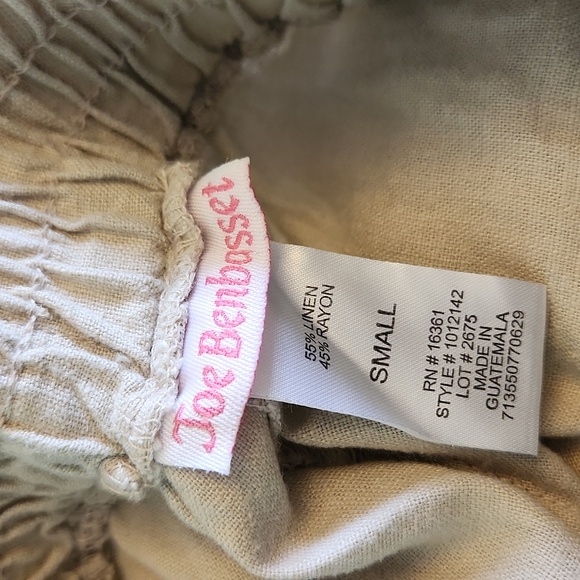 Joe Benbasset
55% LINEN
45% RAYON
SMALL
RN # 16361
STYLE # 1012142
LOT # 2675
MADE IN
GUATEMALA
713550770629